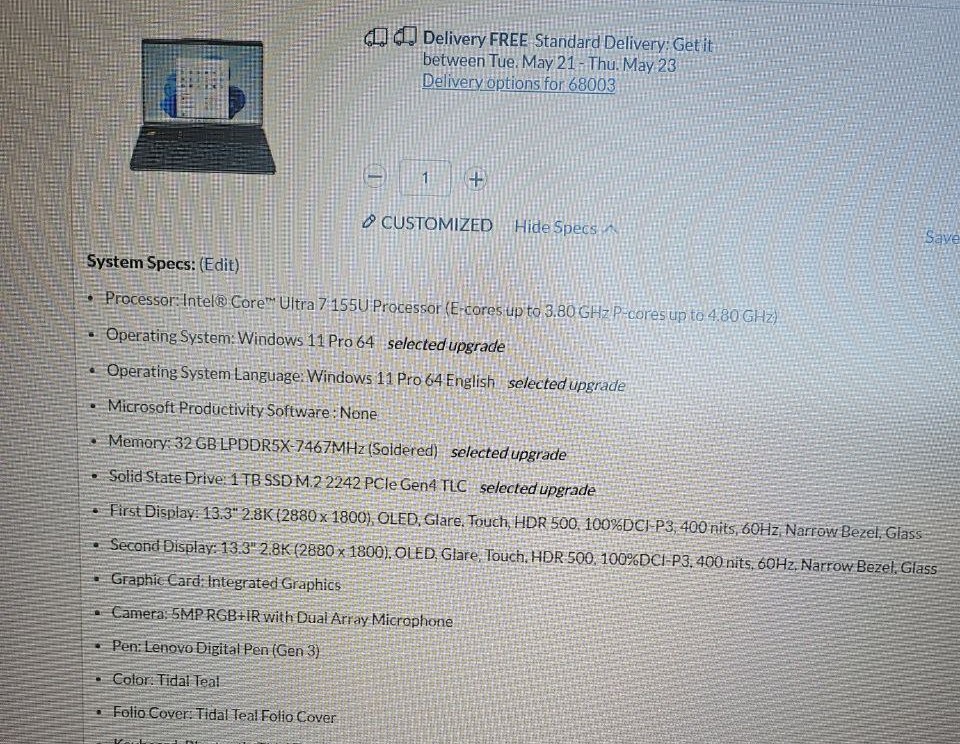 Delivery FREE Standard Delivery: Get it
between Tue. May 21 - Thu. May 23
Delivery options for 68003
1
CUSTOMIZED Hide Specs
Save
System Specs: (Edit)
• Processor: Intel® Core™ Ultra 7 155U Processor (E-cores up to 3.80 GHz P-cores up to 4.80 GHz)
• Operating System: Windows 11 Pro 64 selected upgrade
• Operating System Language: Windows 11 Pro 64 English selected upgrade
• Microsoft Productivity Software : None
• Memory: 32 GB LPDDR5X-7467MHz (Soldered) selected upgrade
• Solid State Drive: 1 TB SSD M.2 2242 PCIe Gen4 TLC selected upgrade
• First Display: 13.3" 2.8K (2880 x 1800), OLED, Glare, Touch, HDR 500, 100%DCI-P3, 400 nits, 60Hz, Narrow Bezel, Glass
• Second Display: 13.3" 2.8K (2880 x 1800), OLED, Glare, Touch, HDR 500, 100%DCI-P3, 400 nits, 60Hz, Narrow Bezel, Glass
• Graphic Card: Integrated Graphics
• Camera: 5MP RGB+IR with Dual Array Microphone
• Pen: Lenovo Digital Pen (Gen 3)
• Color: Tidal Teal
• Folio Cover: Tidal Teal Folio Cover